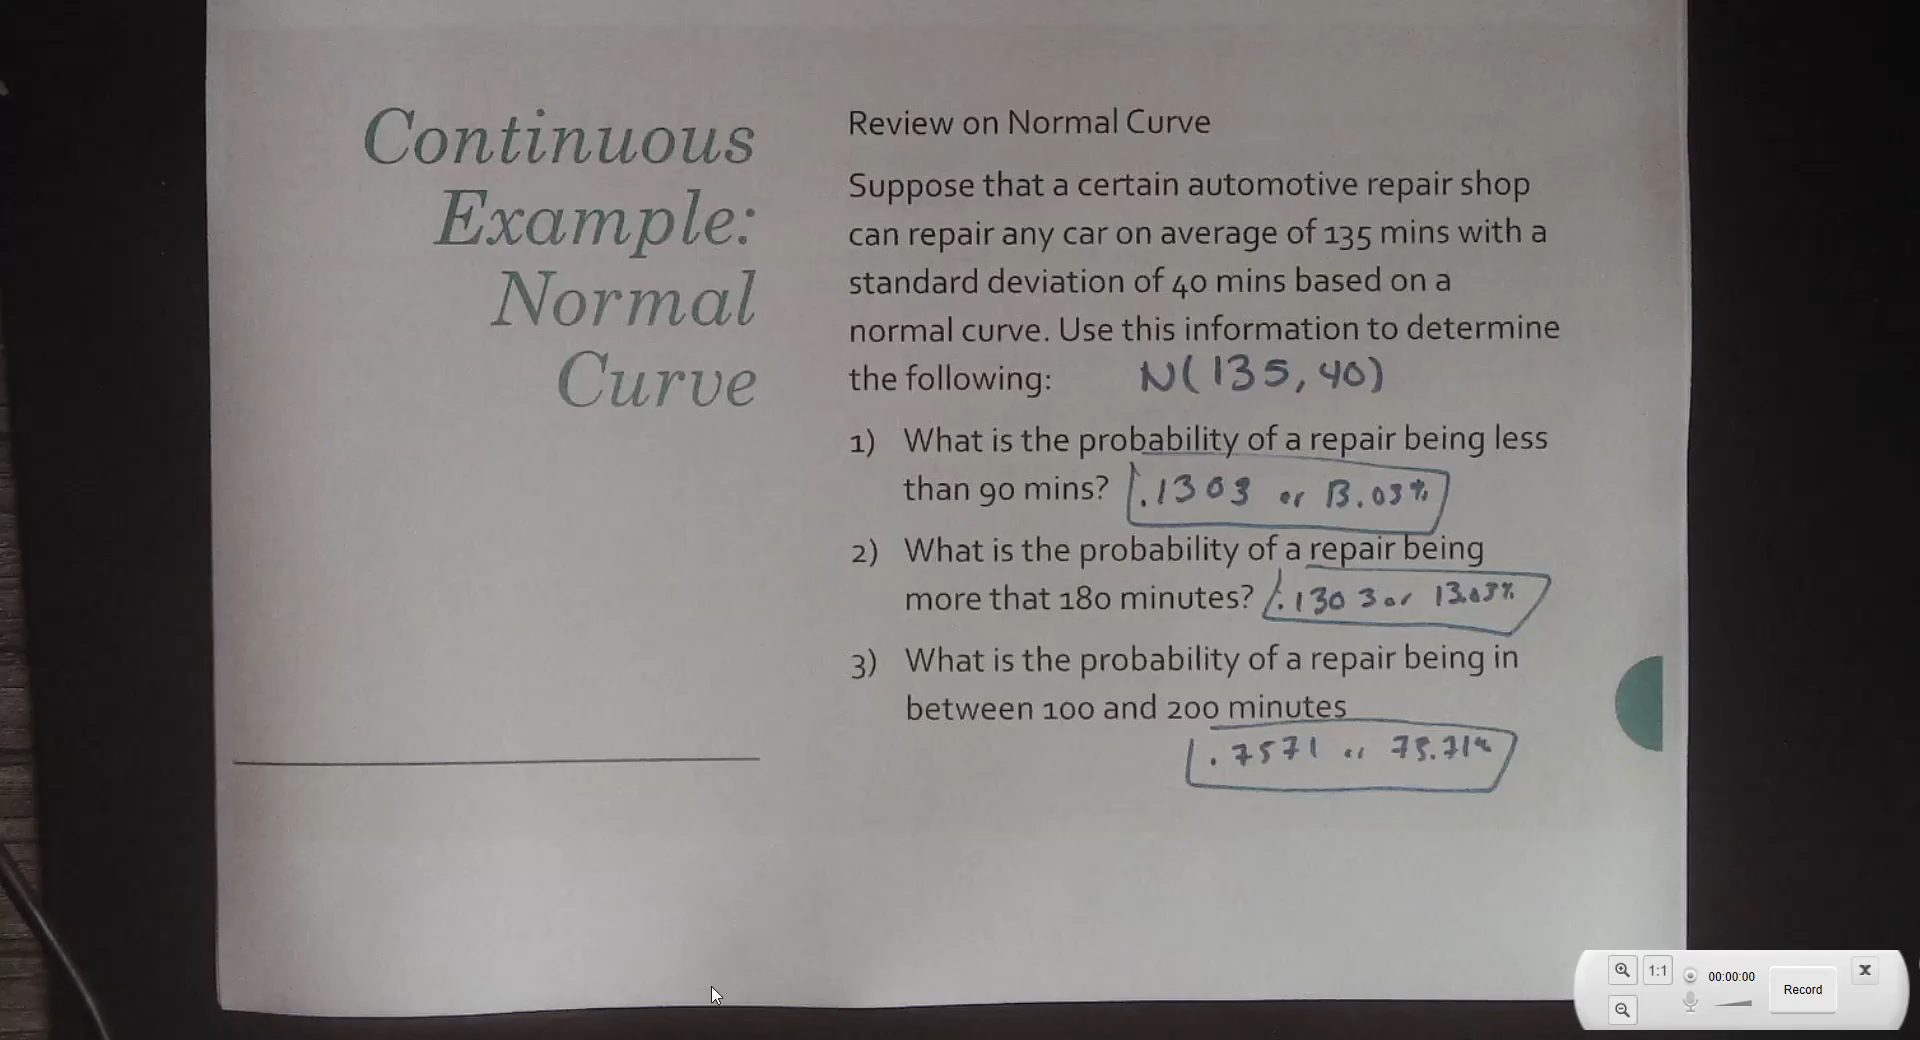 Continuous
Example:
Normal
Curve
Review on Normal Curve
Suppose that a certain automotive repair shop
can repair any car on average of 135 mins with a
standard deviation of 40 mins based on a
normal curve. Use this information to determine
the following: N(135,40)
1) What is the probability of a repair being less
than 90 mins? .1303 or 13.03%
2) What is the probability of a repair being
more that 180 minutes? .1303 or 13.03%
3) What is the probability of a repair being in
between 100 and 200 minutes
.7571 or 75.71%
1:1
00:00:00
Record
X